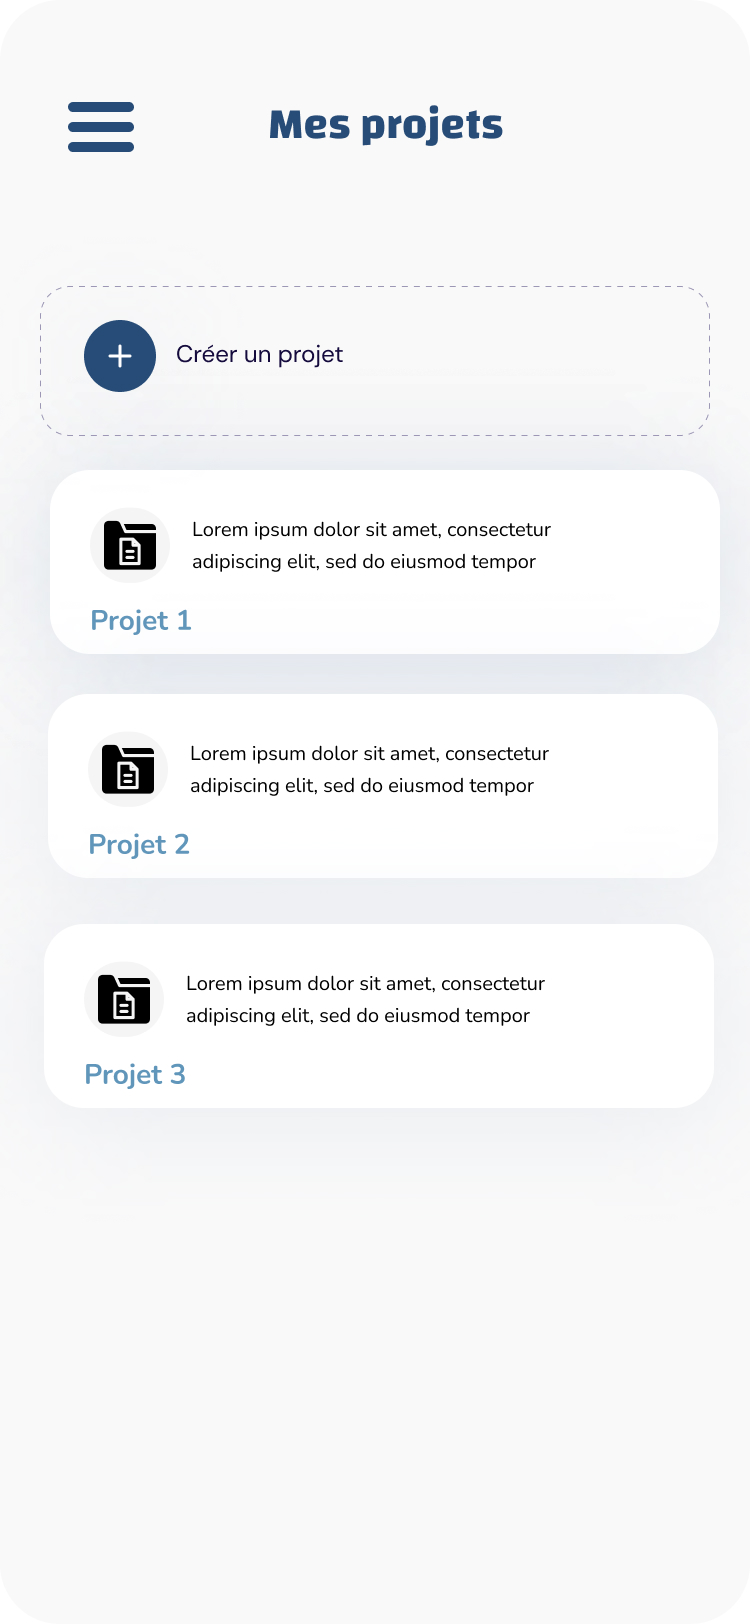 Mes projets
Créer un projet
Lorem ipsum dolor sit amet, consectetur
adipiscing elit, sed do eiusmod tempor
Projet 1
Lorem ipsum dolor sit amet, consectetur
adipiscing elit, sed do eiusmod tempor
Projet 2
Lorem ipsum dolor sit amet, consectetur
adipiscing elit, sed do eiusmod tempor
Projet 3